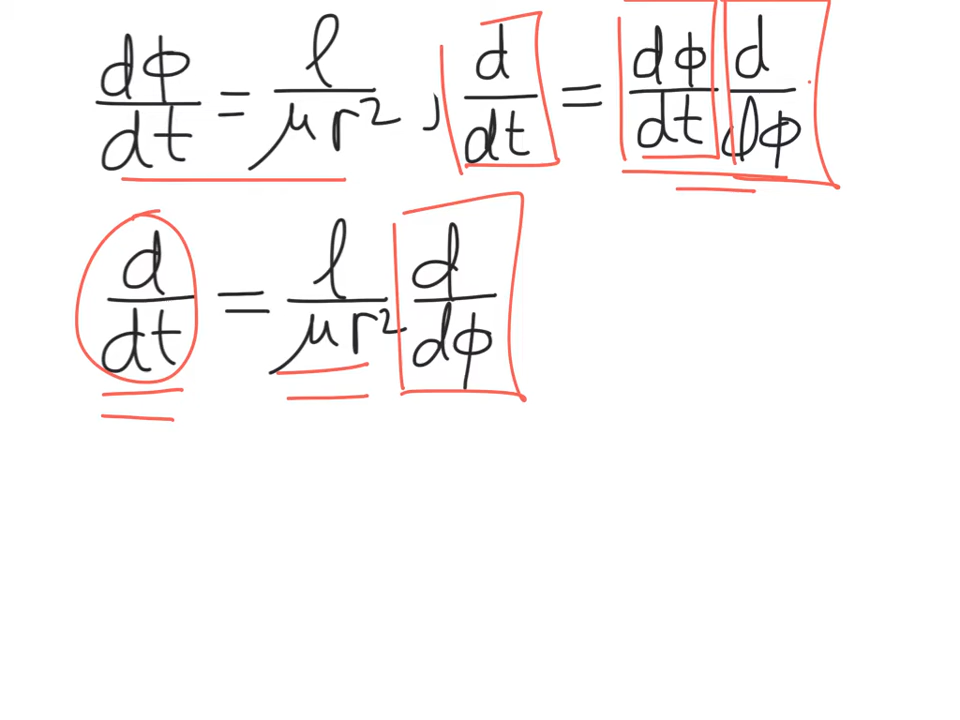 dφ/dt = l/μr², d/dt = dφ/dt d/dφ
d/dt = l/μr² d/dφ